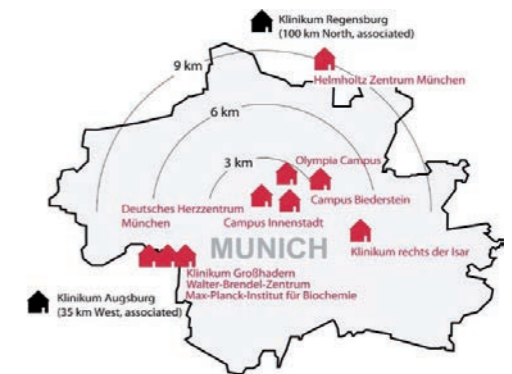 Klinikum Regensburg
(100 km North, associated)
9 km
Helmholtz Zentrum München
6 km
3 km
Olympia Campus
Campus Biederstein
Deutsches Herzzentrum
München
Campus Innenstadt
MUNICH
Klinikum rechts der Isar
Klinikum Großhadern
Walter-Brendel-Zentrum
Max-Planck-Institut für Biochemie
Klinikum Augsburg
(35 km West, associated)